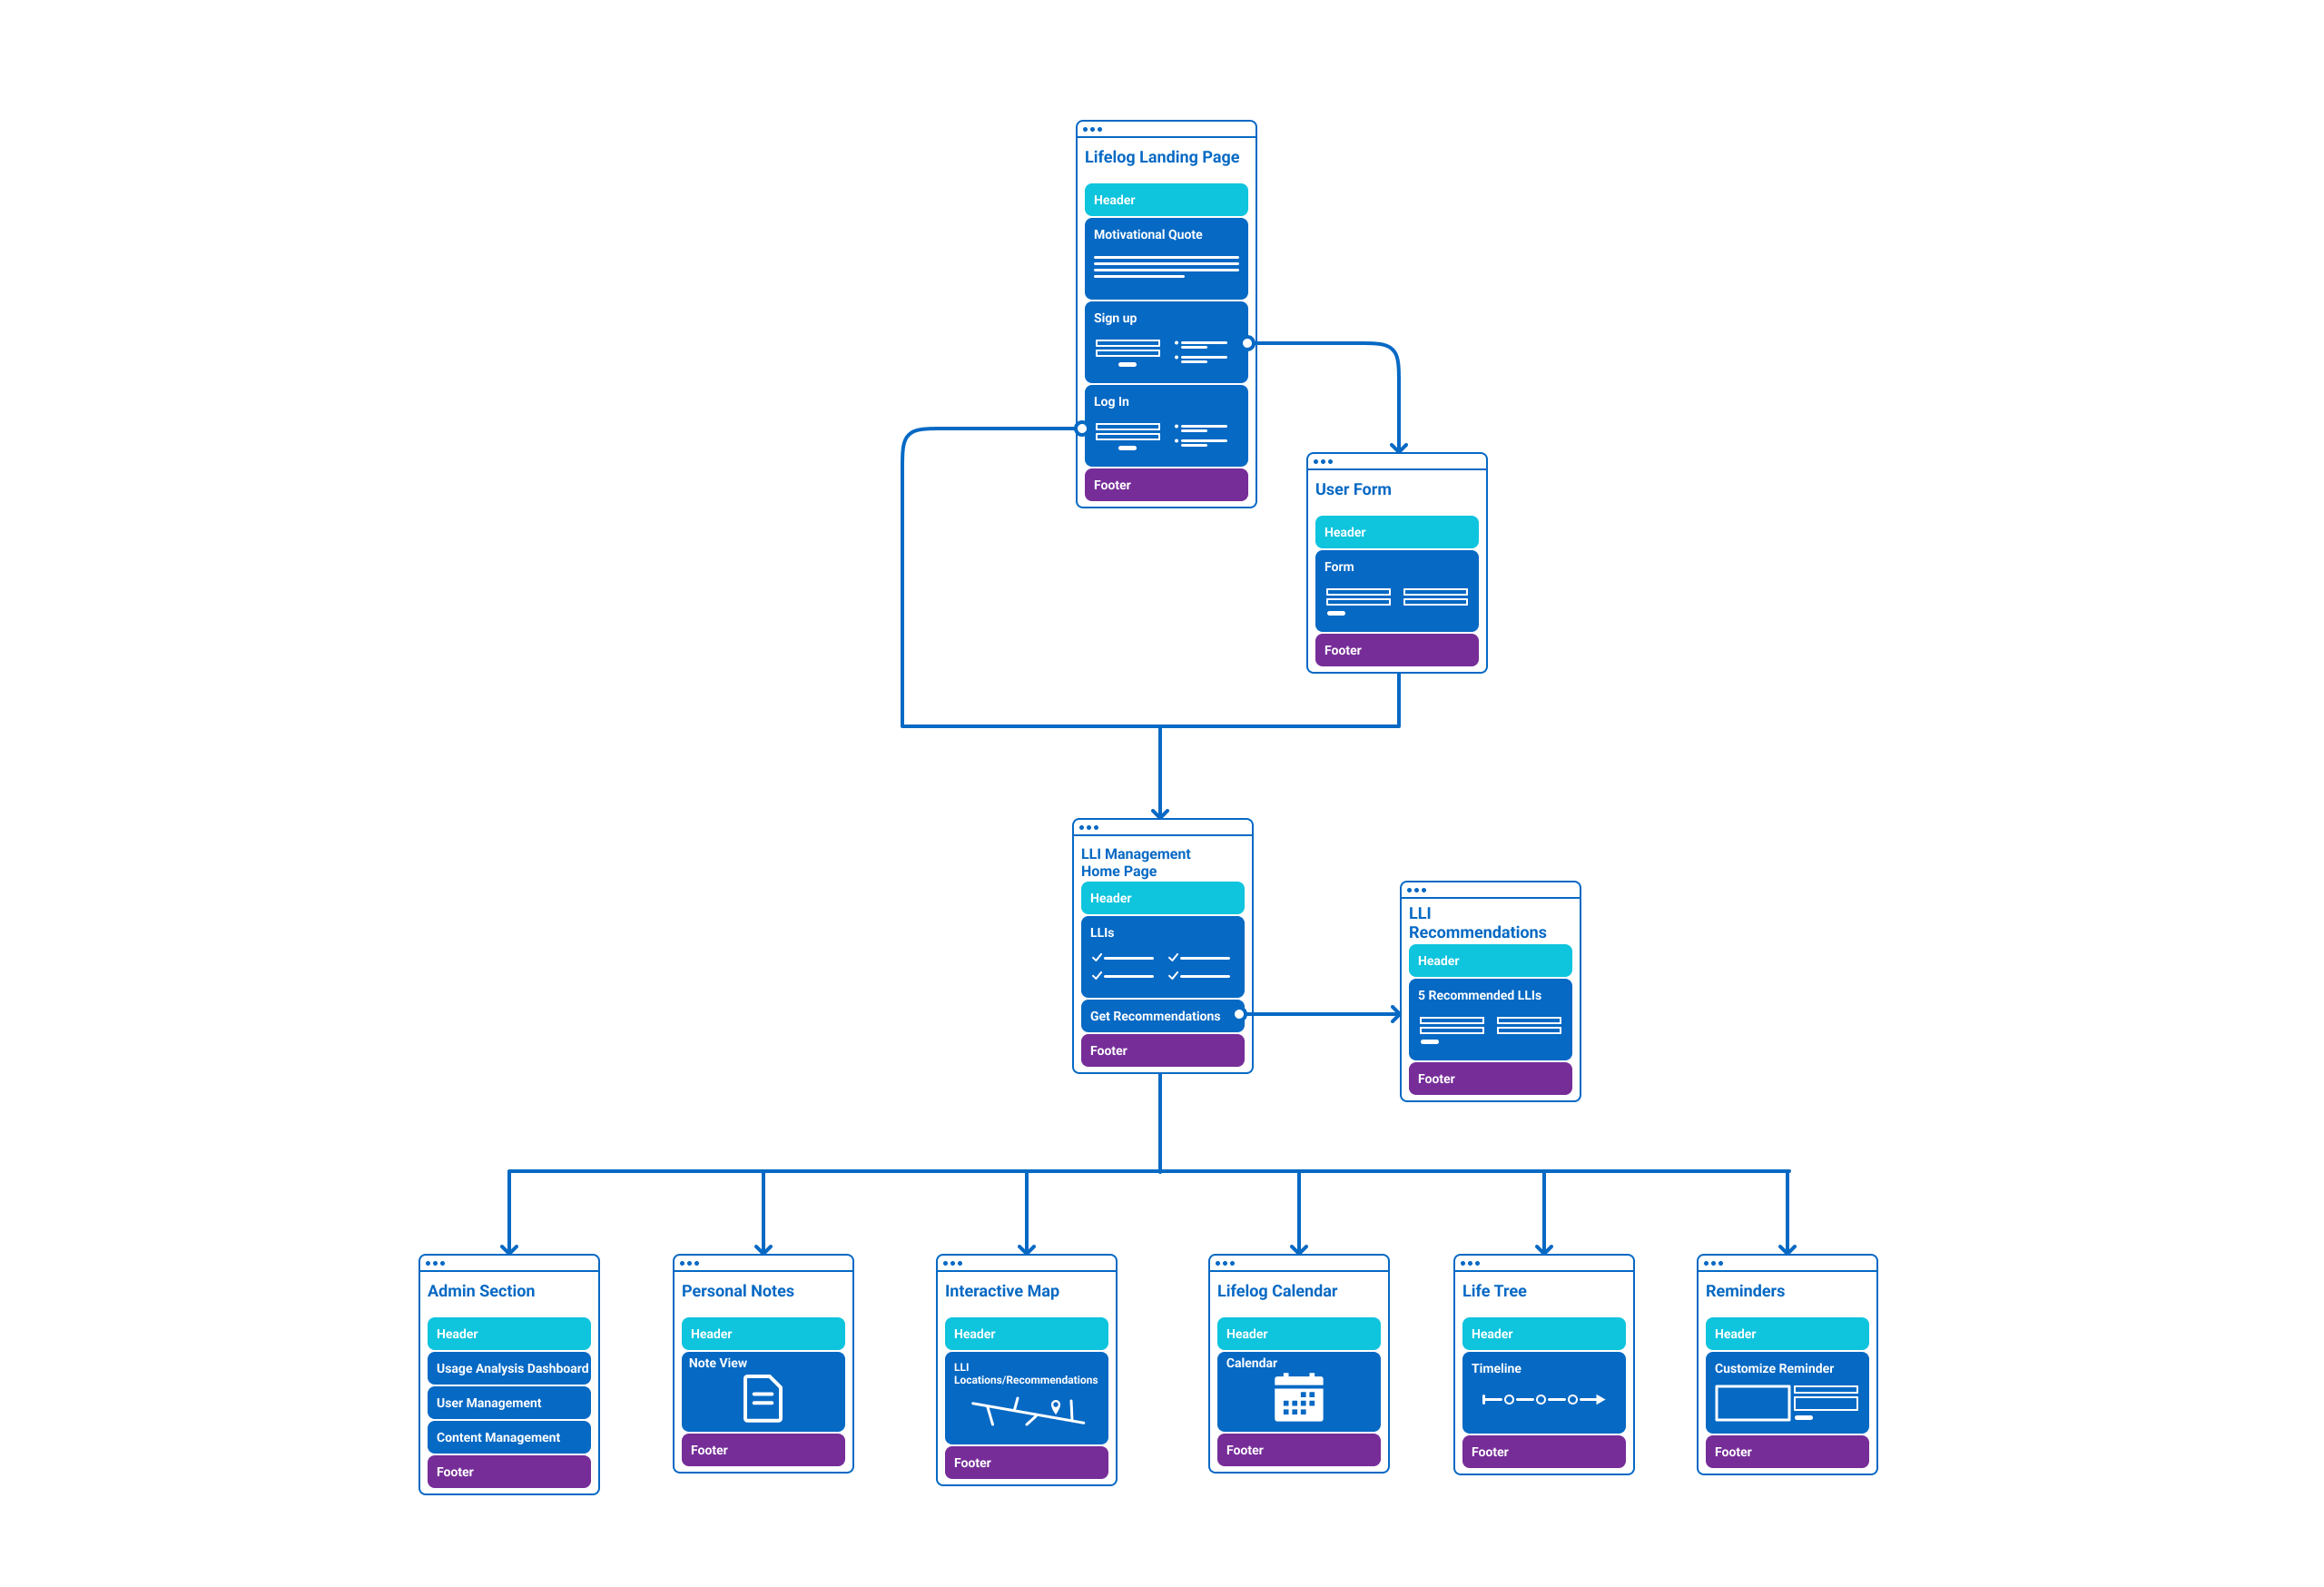 Lifelog Landing Page
Header
Motivational Quote
Sign up
Log In
Footer
User Form
Header
Form
Footer
LLI Management
Home Page
Header
LLIs
Get Recommendations
Footer
LLI
Recommendations
Header
5 Recommended LLIs
Footer
Admin Section
Header
Usage Analysis Dashboard
User Management
Content Management
Footer
Personal Notes
Header
Note View
Footer
Interactive Map
Header
LLI
Locations/Recommendations
Footer
Lifelog Calendar
Header
Calendar
Footer
Life Tree
Header
Timeline
Footer
Reminders
Header
Customize Reminder
Footer